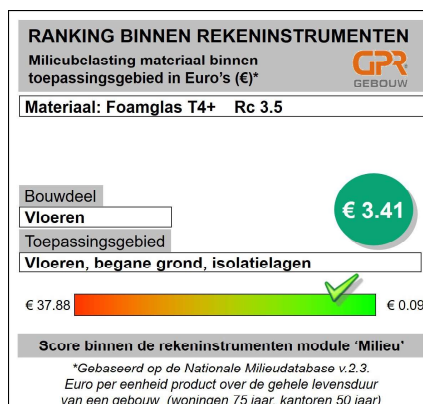 RANKING BINNEN REKENINSTRUMENTEN
Milieubelasting materiaal binnen
toepassingsgebied in Euro's (€)*
GPR
GEBOUW
Materiaal: Foamglas T4+ Rc 3.5
Bouwdeel
Vloeren
€ 3.41
Toepassingsgebied
Vloeren, begane grond, isolatielagen
€ 37.88
€ 0.09
Score binnen de rekeninstrumenten module 'Milieu'
*Gebaseerd op de Nationale Milieudatabase v.2.3.
Euro per eenheid product over de gehele levensduur
van een gebouw. (woningen 75 jaar, kantoren 50 jaar)